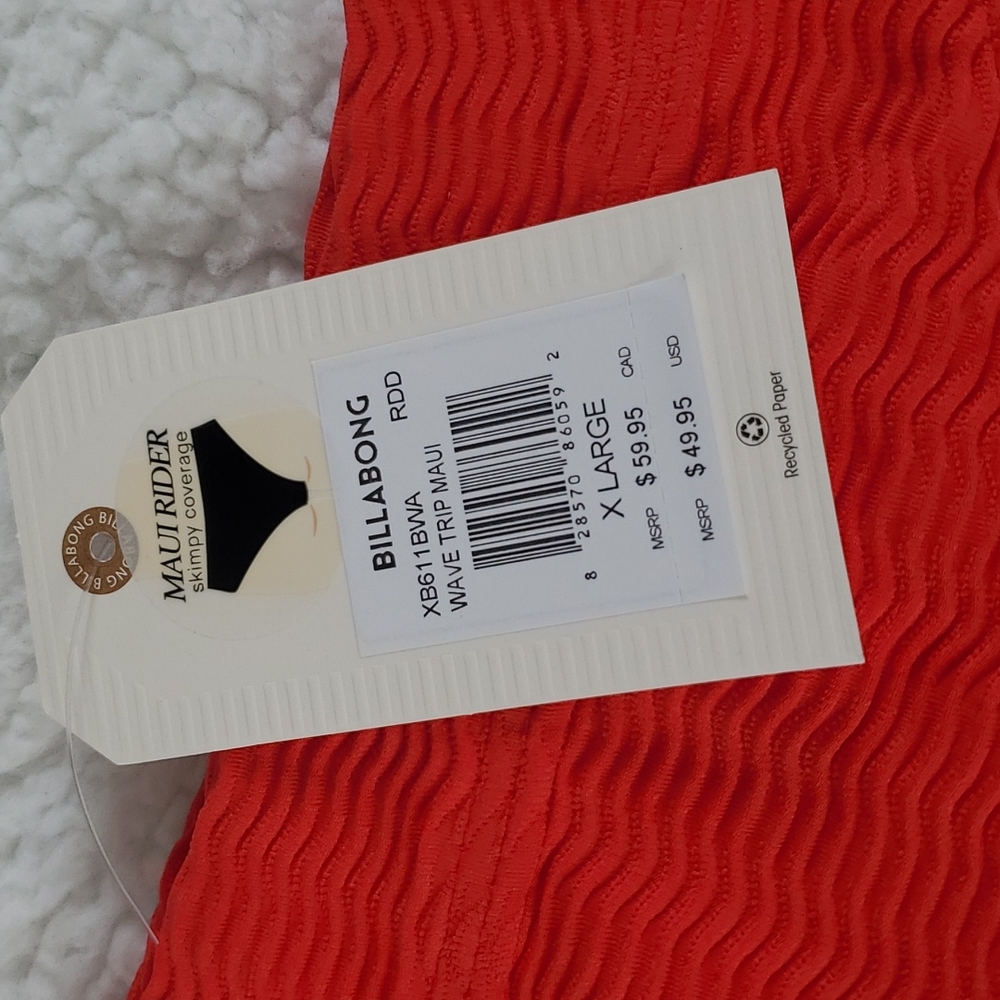 BILLABONG BILLABONG
MAUI RIDER
skimpy coverage
BILLABONG
XB611BWA RDD
WAVE TRIP MAUI
8 28570 86059 2
X LARGE
MSRP $ 59.95 CAD
MSRP $ 49.95 USD
Recycled Paper